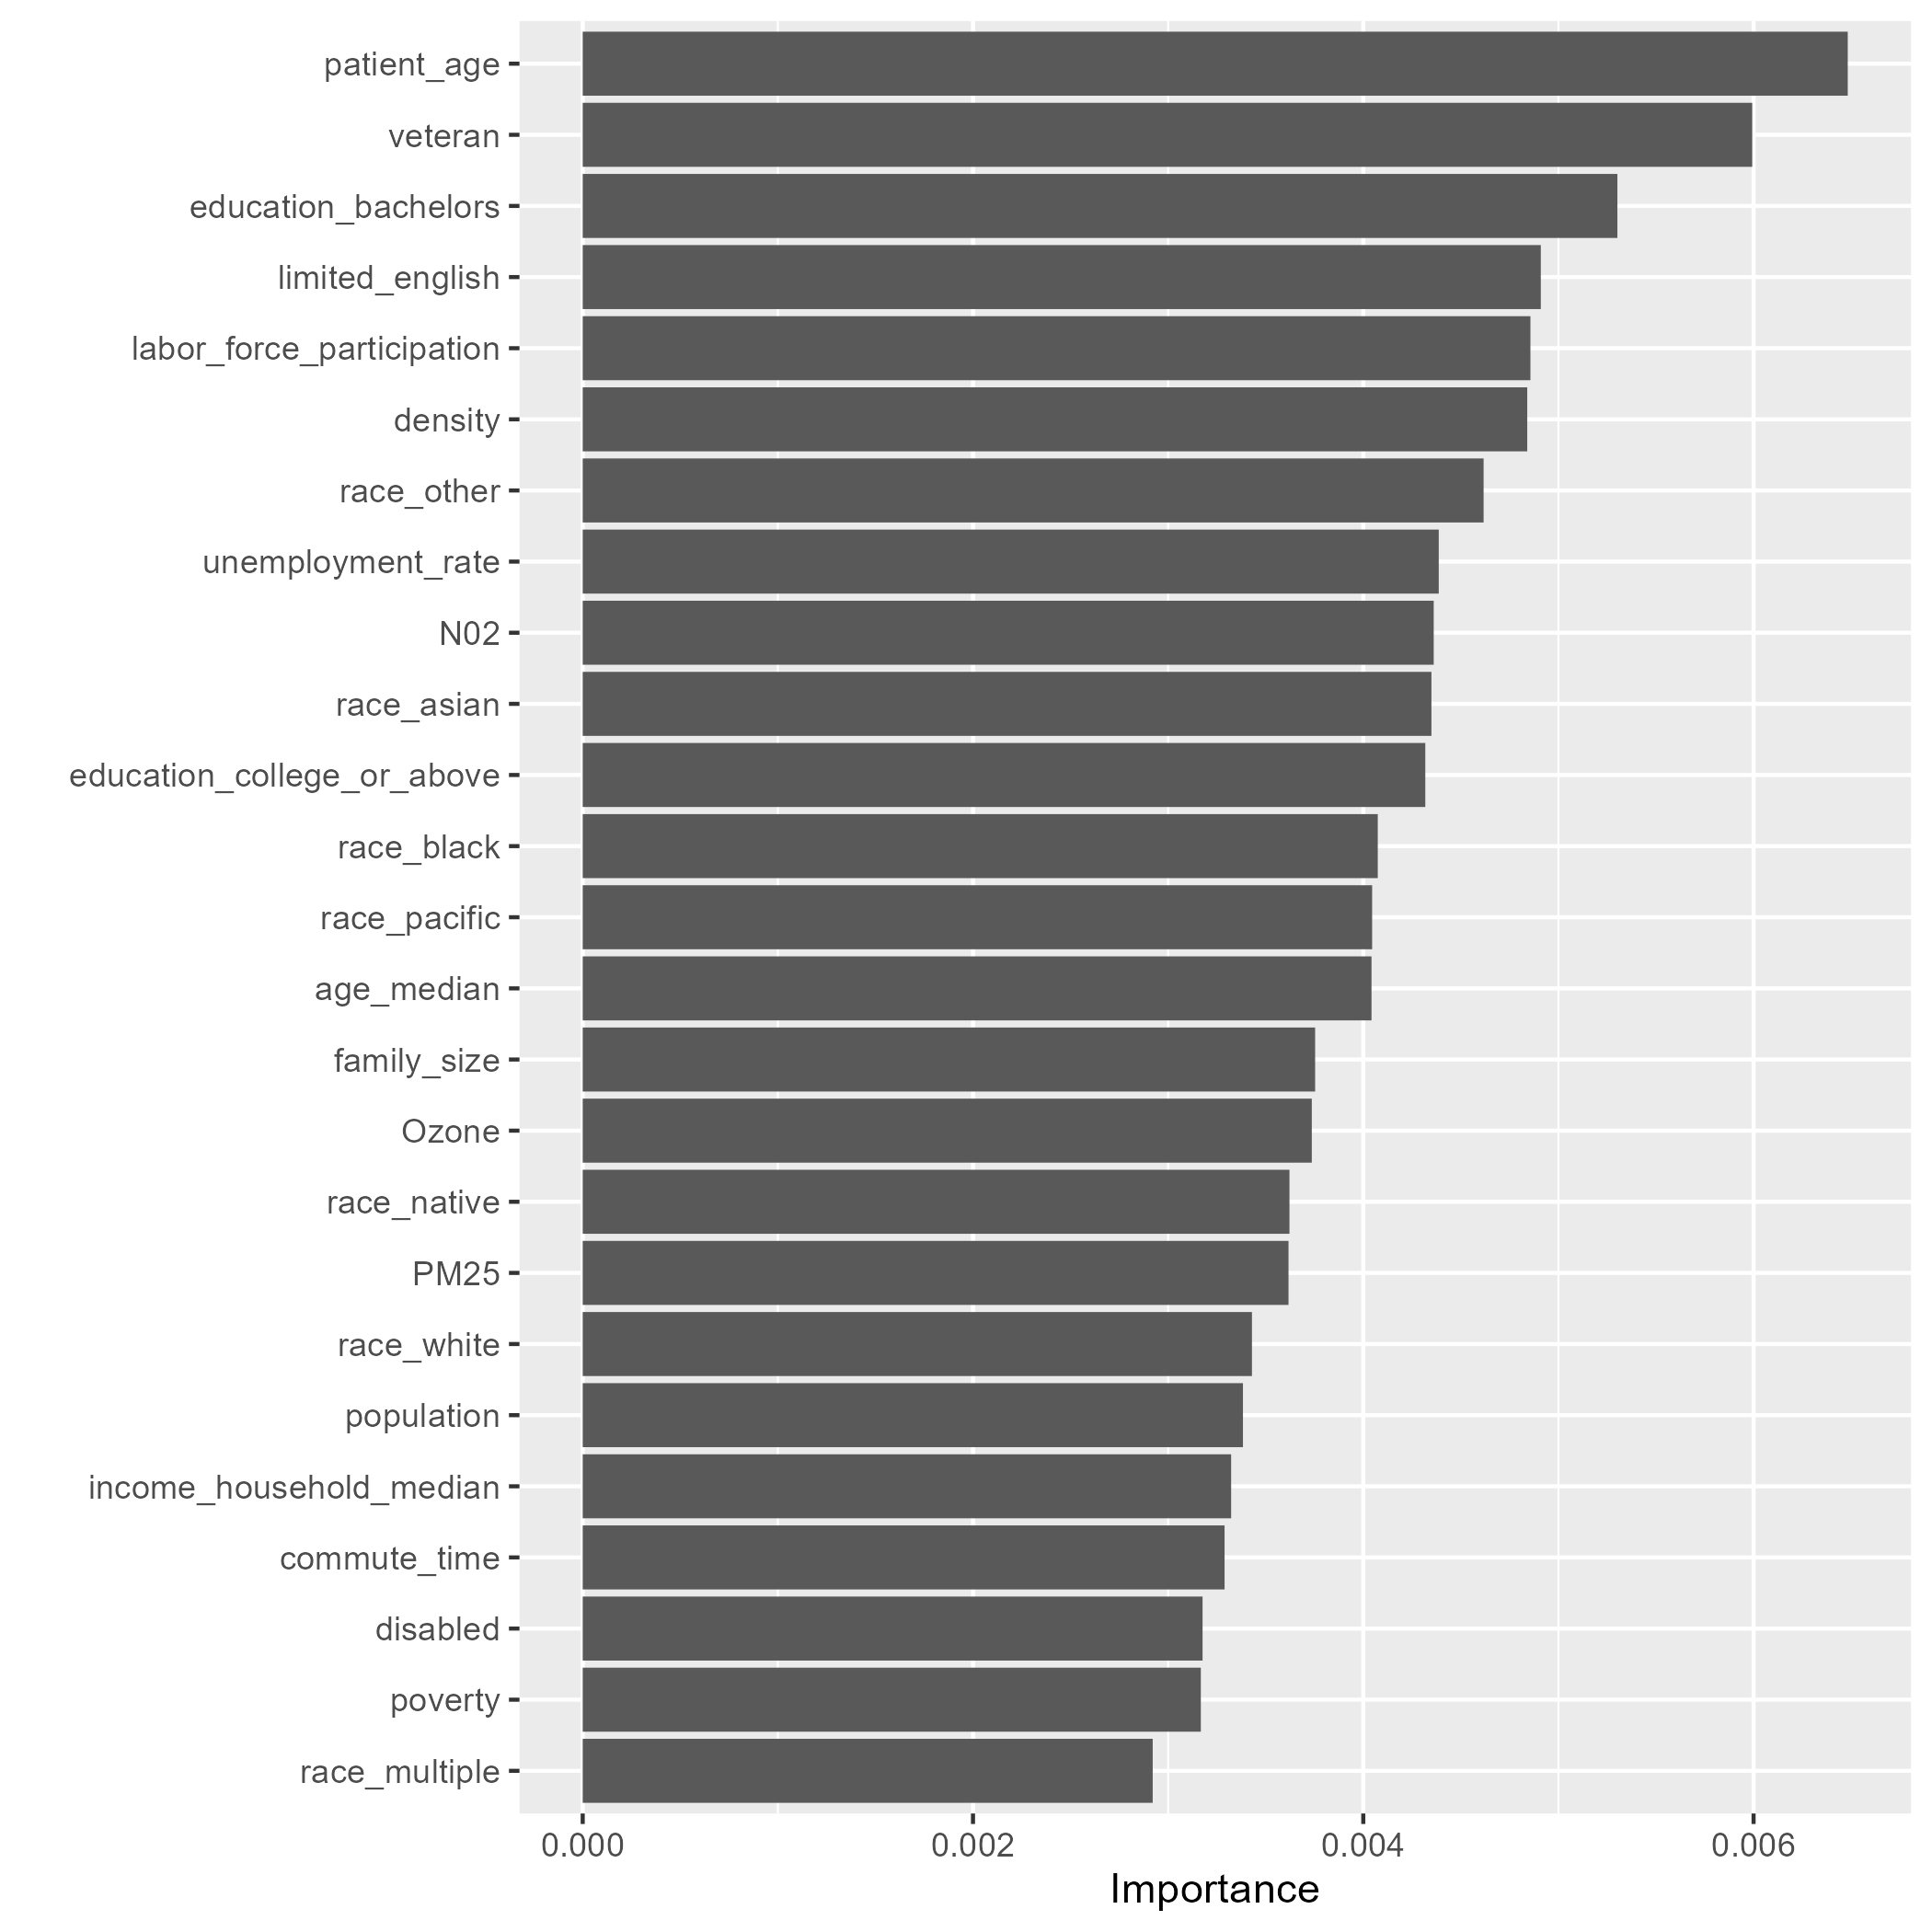 patient_age
veteran
education_bachelors
limited_english
labor_force_participation
density
race_other
unemployment_rate
N02
race_asian
education_college_or_above
race_black
race_pacific
age_median
family_size
Ozone
race_native
PM25
race_white
population
income_household_median
commute_time
disabled
poverty
race_multiple
0.000 0.002 0.004 0.006
Importance